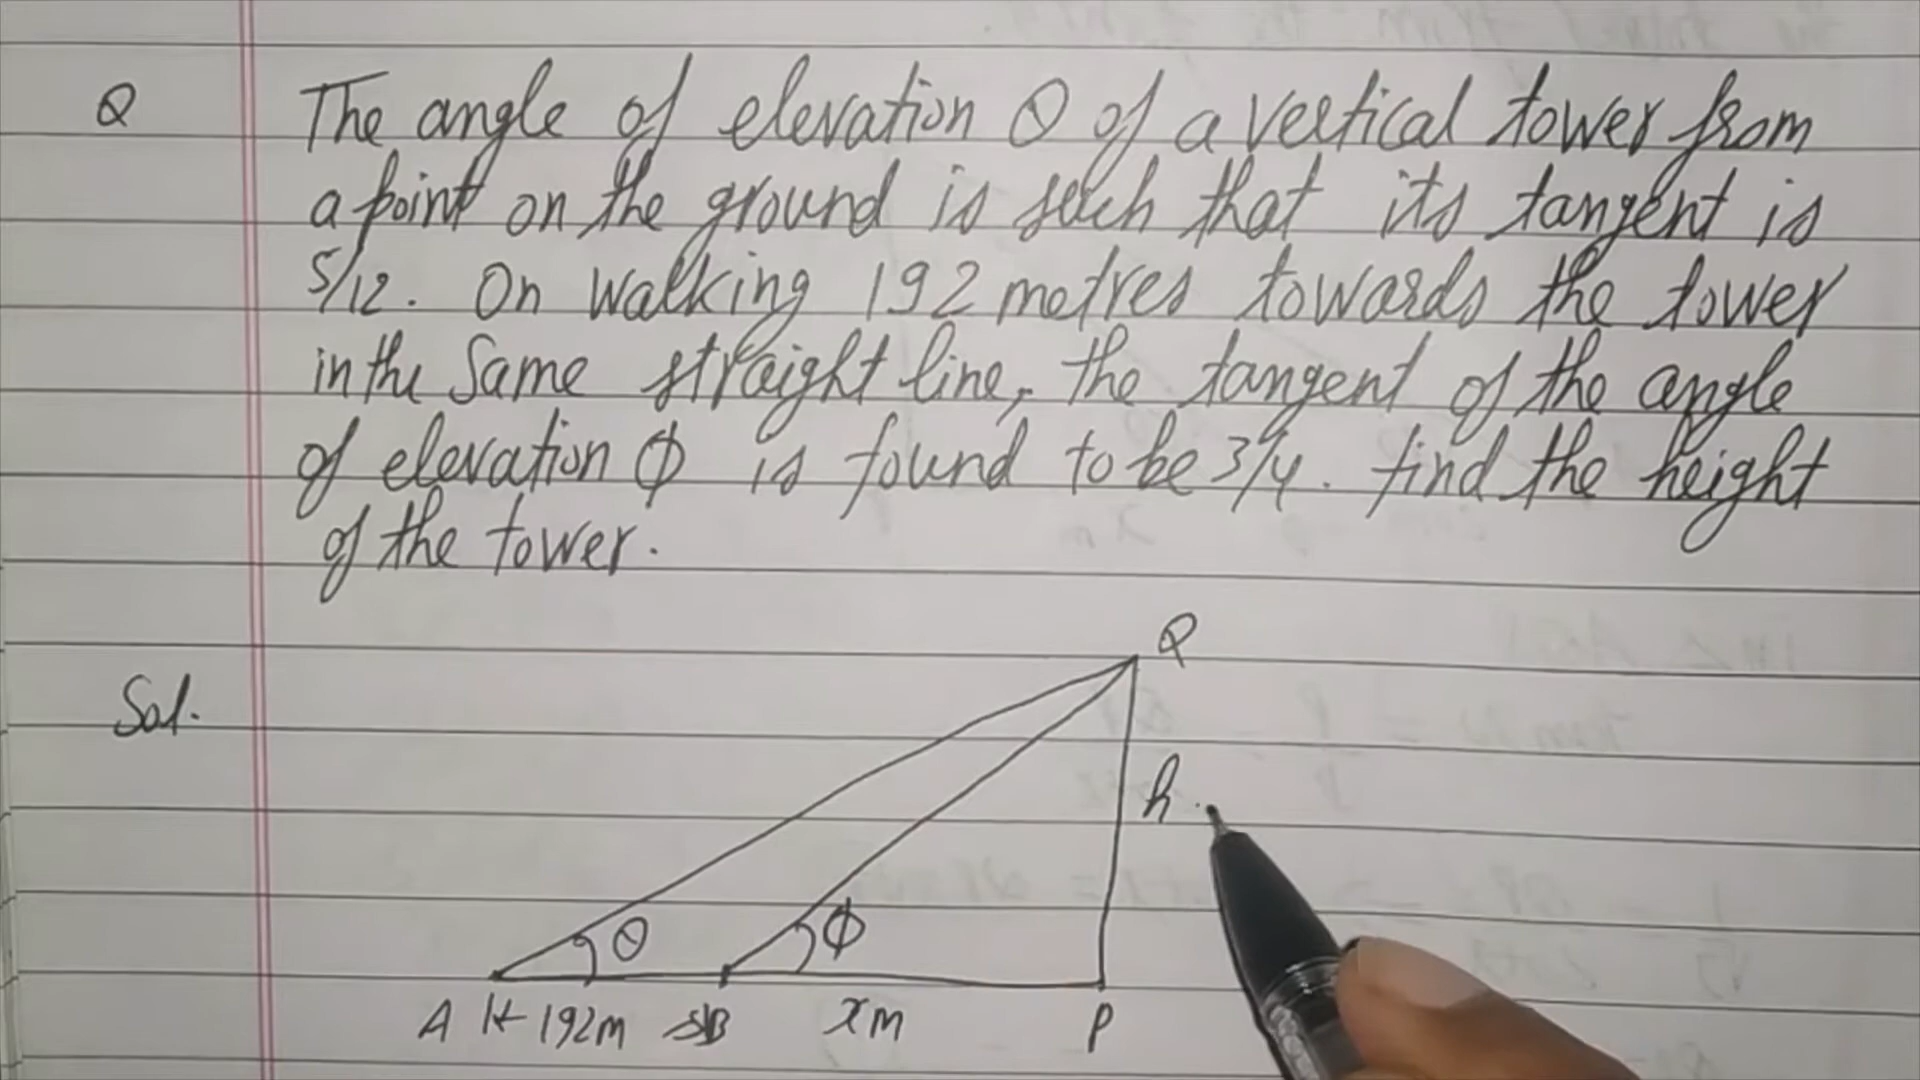 Q The angle of elevation θ of a vertical tower from
a point on the ground is such that its tangent is
5/12. On walking 192 metres towards the tower
in the same straight line, the tangent of the angle
of elevation ϕ is found to be 3/4. find the height
of the tower.
Sol.
Q
h
θ ϕ
A 192m B xm P